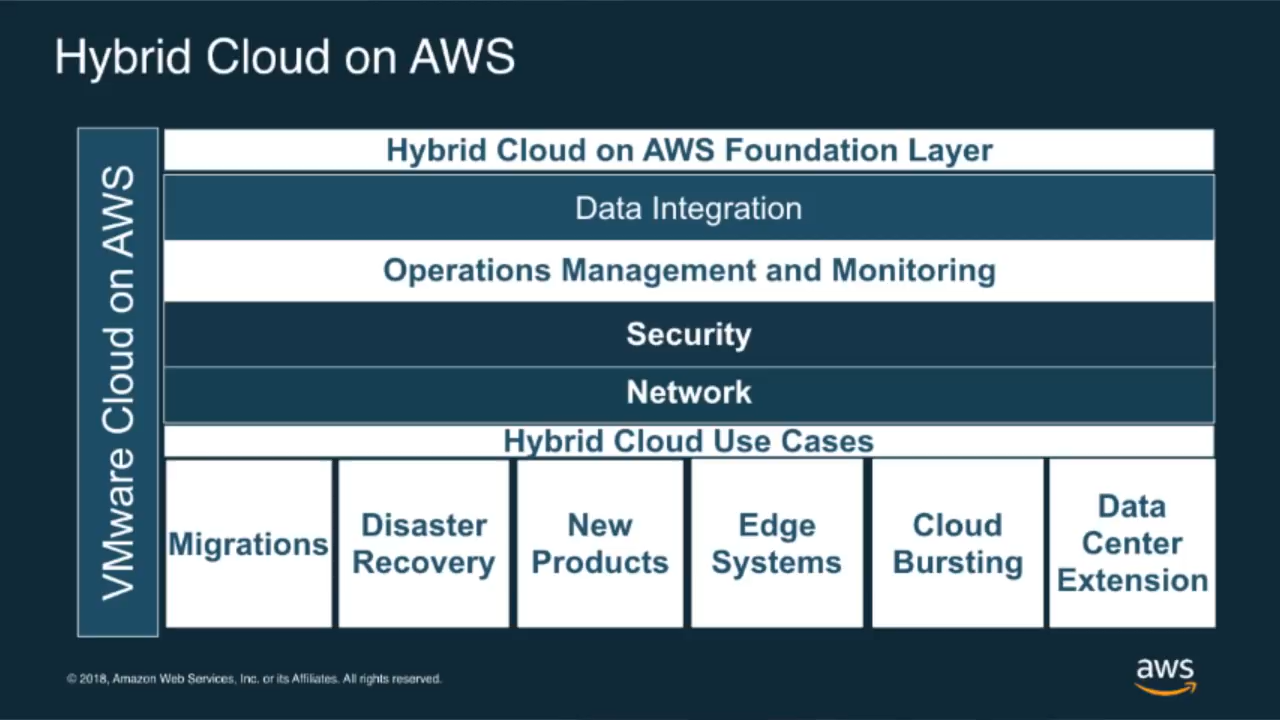 Hybrid Cloud on AWS
VMware Cloud on AWS
Hybrid Cloud on AWS Foundation Layer
Data Integration
Operations Management and Monitoring
Security
Network
Hybrid Cloud Use Cases
Migrations
Disaster
Recovery
New
Products
Edge
Systems
Cloud
Bursting
Data
Center
Extension
© 2018, Amazon Web Services, Inc. or its Affiliates. All rights reserved.
aws